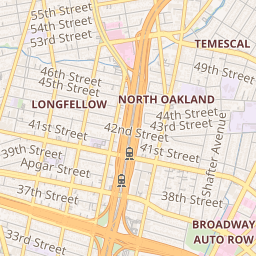 55th Street
54th Street
53rd Street
TEMESCAL
49th Street
46th Street
45th Street
LONGFELLOW
NORTH OAKLAND
44th Street
43rd Street
41st Street
42nd Street
Shafter Avenue
39th Street
41st Street
Apgar Street
38th Street
37th Street
37th Street
BROADWAY
AUTO ROW
33rd Street